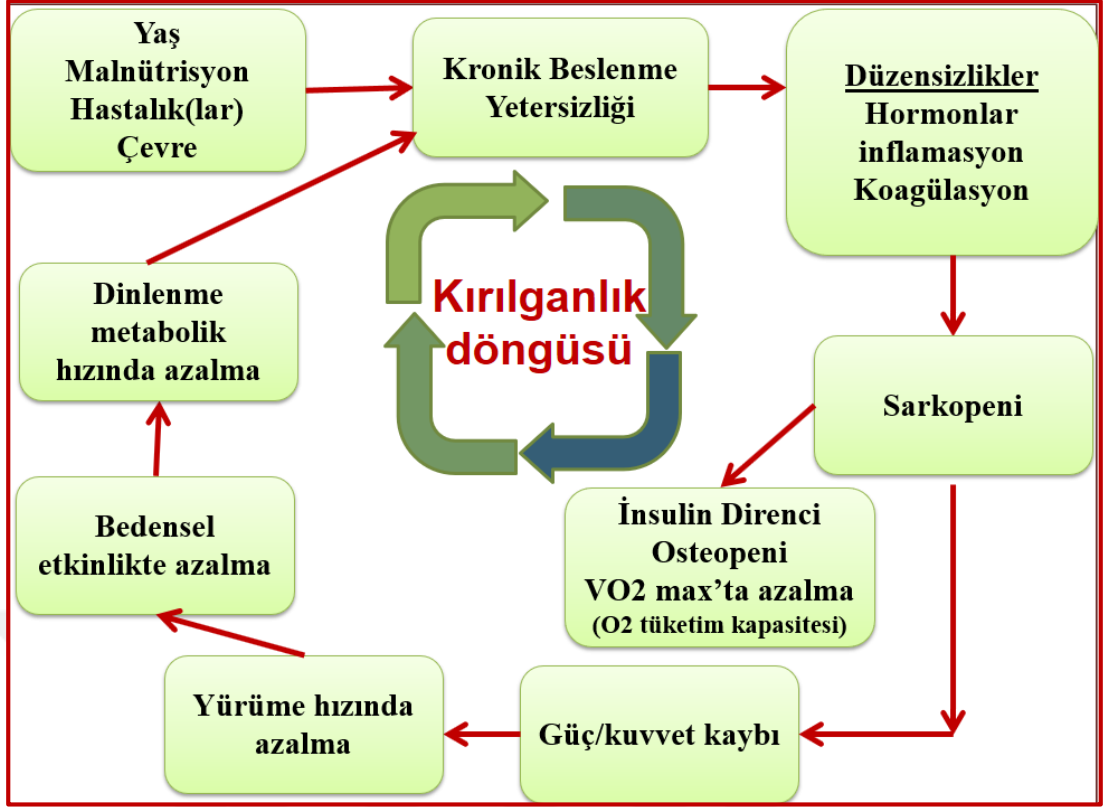 Yaş
Malnütrisyon
Hastalık(lar)
Çevre
Kronik Beslenme
Yetersizliği
Düzensizlikler
Hormonlar
inflamasyon
Koagülasyon
Sarkopeni
İnsulin Direnci
Osteopeni
VO2 max’ta azalma
(O2 tüketim kapasitesi)
Güç/kuvvet kaybı
Yürüme hızında
azalma
Bedensel
etkinlikte azalma
Dinlenme
metabolik
hızında azalma
Kırılganlık
döngüsü